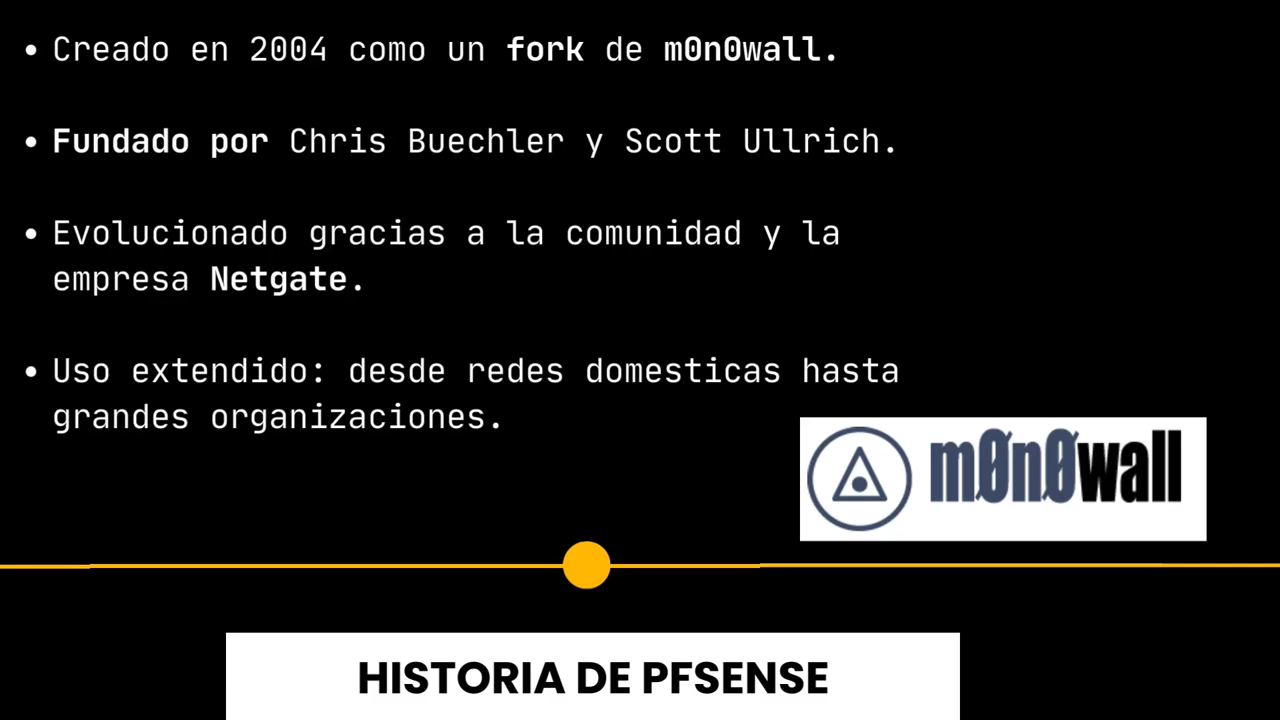 • Creado en 2004 como un fork de m0n0wall.
• Fundado por Chris Buechler y Scott Ullrich.
• Evolucionado gracias a la comunidad y la
empresa Netgate.
• Uso extendido: desde redes domesticas hasta
grandes organizaciones.
m0n0wall
HISTORIA DE PFSENSE